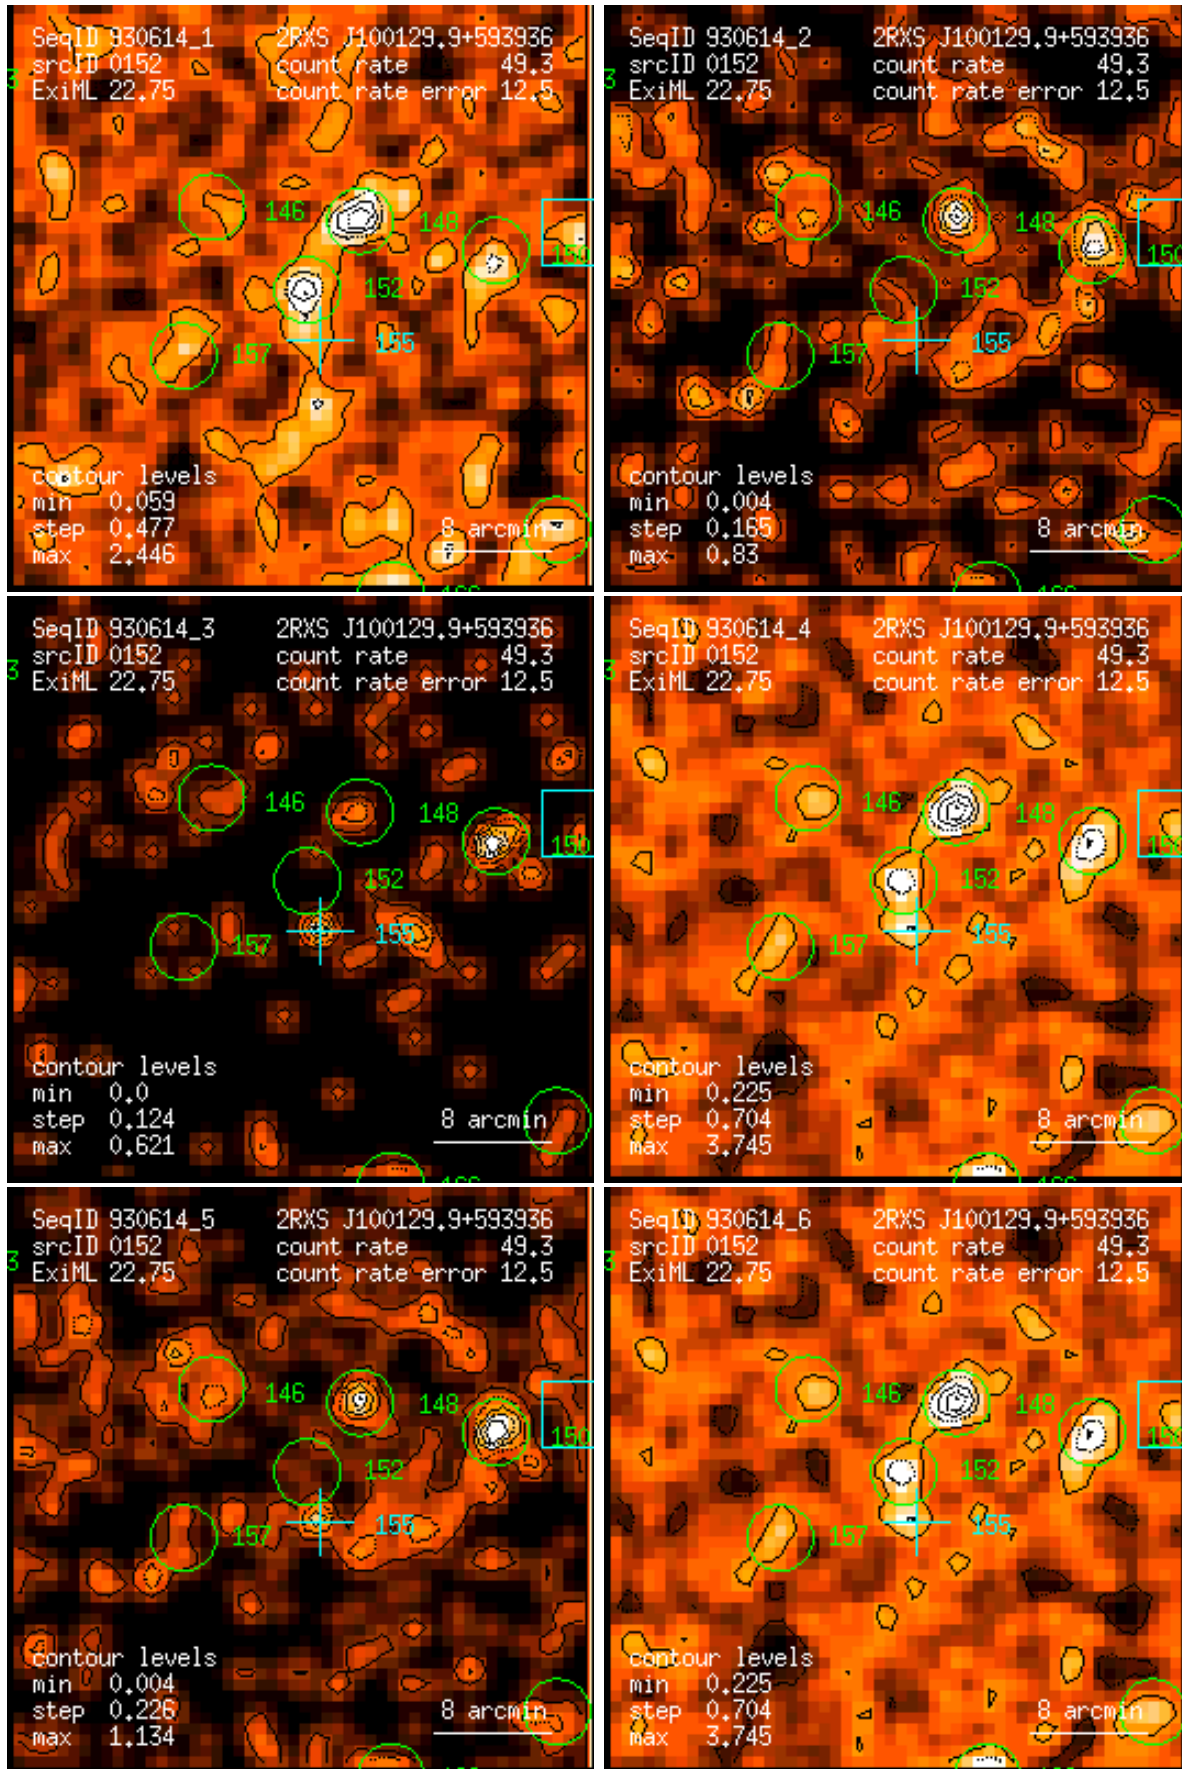 SeqID 930614_1 2RXS J100129.9+593936
srcID 0152 count rate 49.3
3
ExiML 22.75 count rate error 12.5
146 148
150
152
157 155
contour levels
min 0.059
step 0.477 8 arcmin
max 2.446
SeqID 930614_2 2RXS J100129.9+593936
srcID 0152 count rate 49.3
3
ExiML 22.75 count rate error 12.5
146 148
150
152
157 155
contour levels
min 0.004
step 0.165 8 arcmin
max 0.83
SeqID 930614_3 2RXS J100129.9+593936
srcID 0152 count rate 49.3
3
ExiML 22.75 count rate error 12.5
146 148
150
152
157 155
contour levels
min 0.0
step 0.124 8 arcmin
max 0.621
SeqID 930614_4 2RXS J100129.9+593936
srcID 0152 count rate 49.3
3
ExiML 22.75 count rate error 12.5
146 148
150
152
157 155
contour levels
min 0.225
step 0.704 8 arcmin
max 3.745
SeqID 930614_5 2RXS J100129.9+593936
srcID 0152 count rate 49.3
3
ExiML 22.75 count rate error 12.5
146 148
150
152
157 155
contour levels
min 0.004
step 0.226 8 arcmin
max 1.134
SeqID 930614_6 2RXS J100129.9+593936
srcID 0152 count rate 49.3
3
ExiML 22.75 count rate error 12.5
146 148
150
152
157 155
contour levels
min 0.225
step 0.704 8 arcmin
max 3.745